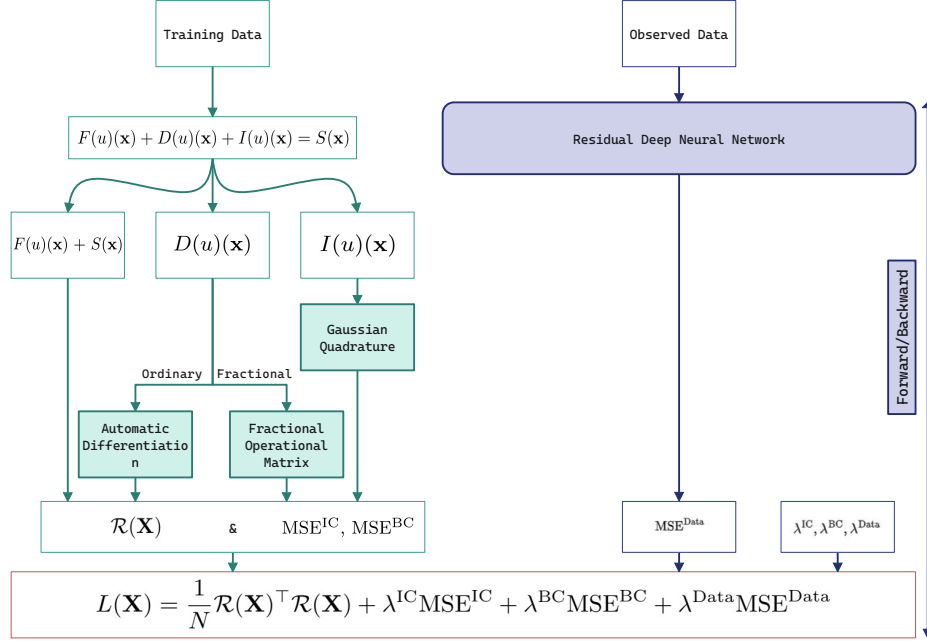 Training Data
Observed Data
F(u)(x) + D(u)(x) + I(u)(x) = S(x)
Residual Deep Neural Network
F(u)(x) + S(x)
D(u)(x)
I(u)(x)
Gaussian
Quadrature
Forward/Backward
Ordinary
Fractional
Automatic
Differentiatio
n
Fractional
Operational
Matrix
ℛ(X) & MSE^IC, MSE^BC
MSE^Data
λ^IC, λ^BC, λ^Data
L(X) = \frac{1}{N} ℛ(X)^⊤ ℛ(X) + λ^IC MSE^IC + λ^BC MSE^BC + λ^Data MSE^Data